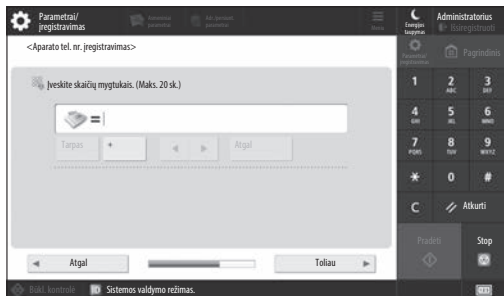 Parametrai/
įregistravimas
Meniu
Energijos
taupymas
Administratorius
Išsiregistruoti
<Aparato tel. nr. įregistravimas>
Parametrai/
įregistravimas
Pagrindinis
Įveskite skaičių mygtukais. (Maks. 20 sk.)
=
Tarpas
+
Atgal
1
2
ABC
3
DEF
4
GHI
5
JKL
6
MNO
7
PQRS
8
TUV
9
WXYZ
*
0
#
C
Atkurti
Pradėti
Stop
Atgal
Toliau
Būkl. kontrolė
Sistemos valdymo režimas.